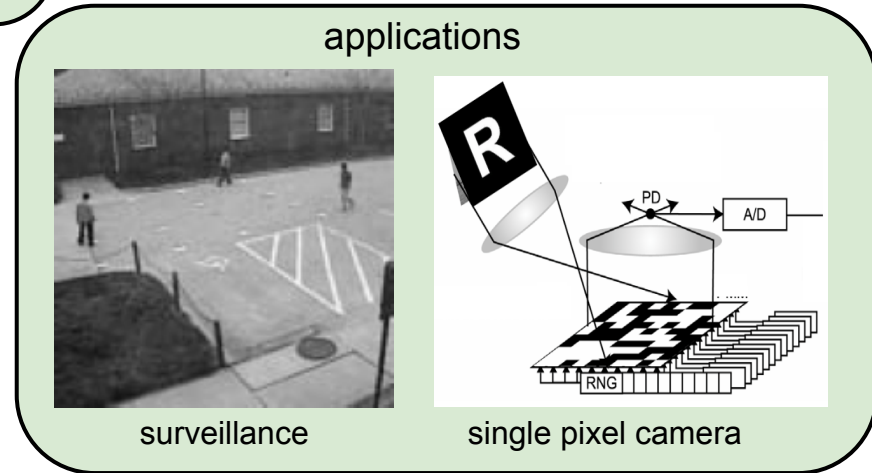 applications
R
PD
A/D
RNG
surveillance
single pixel camera